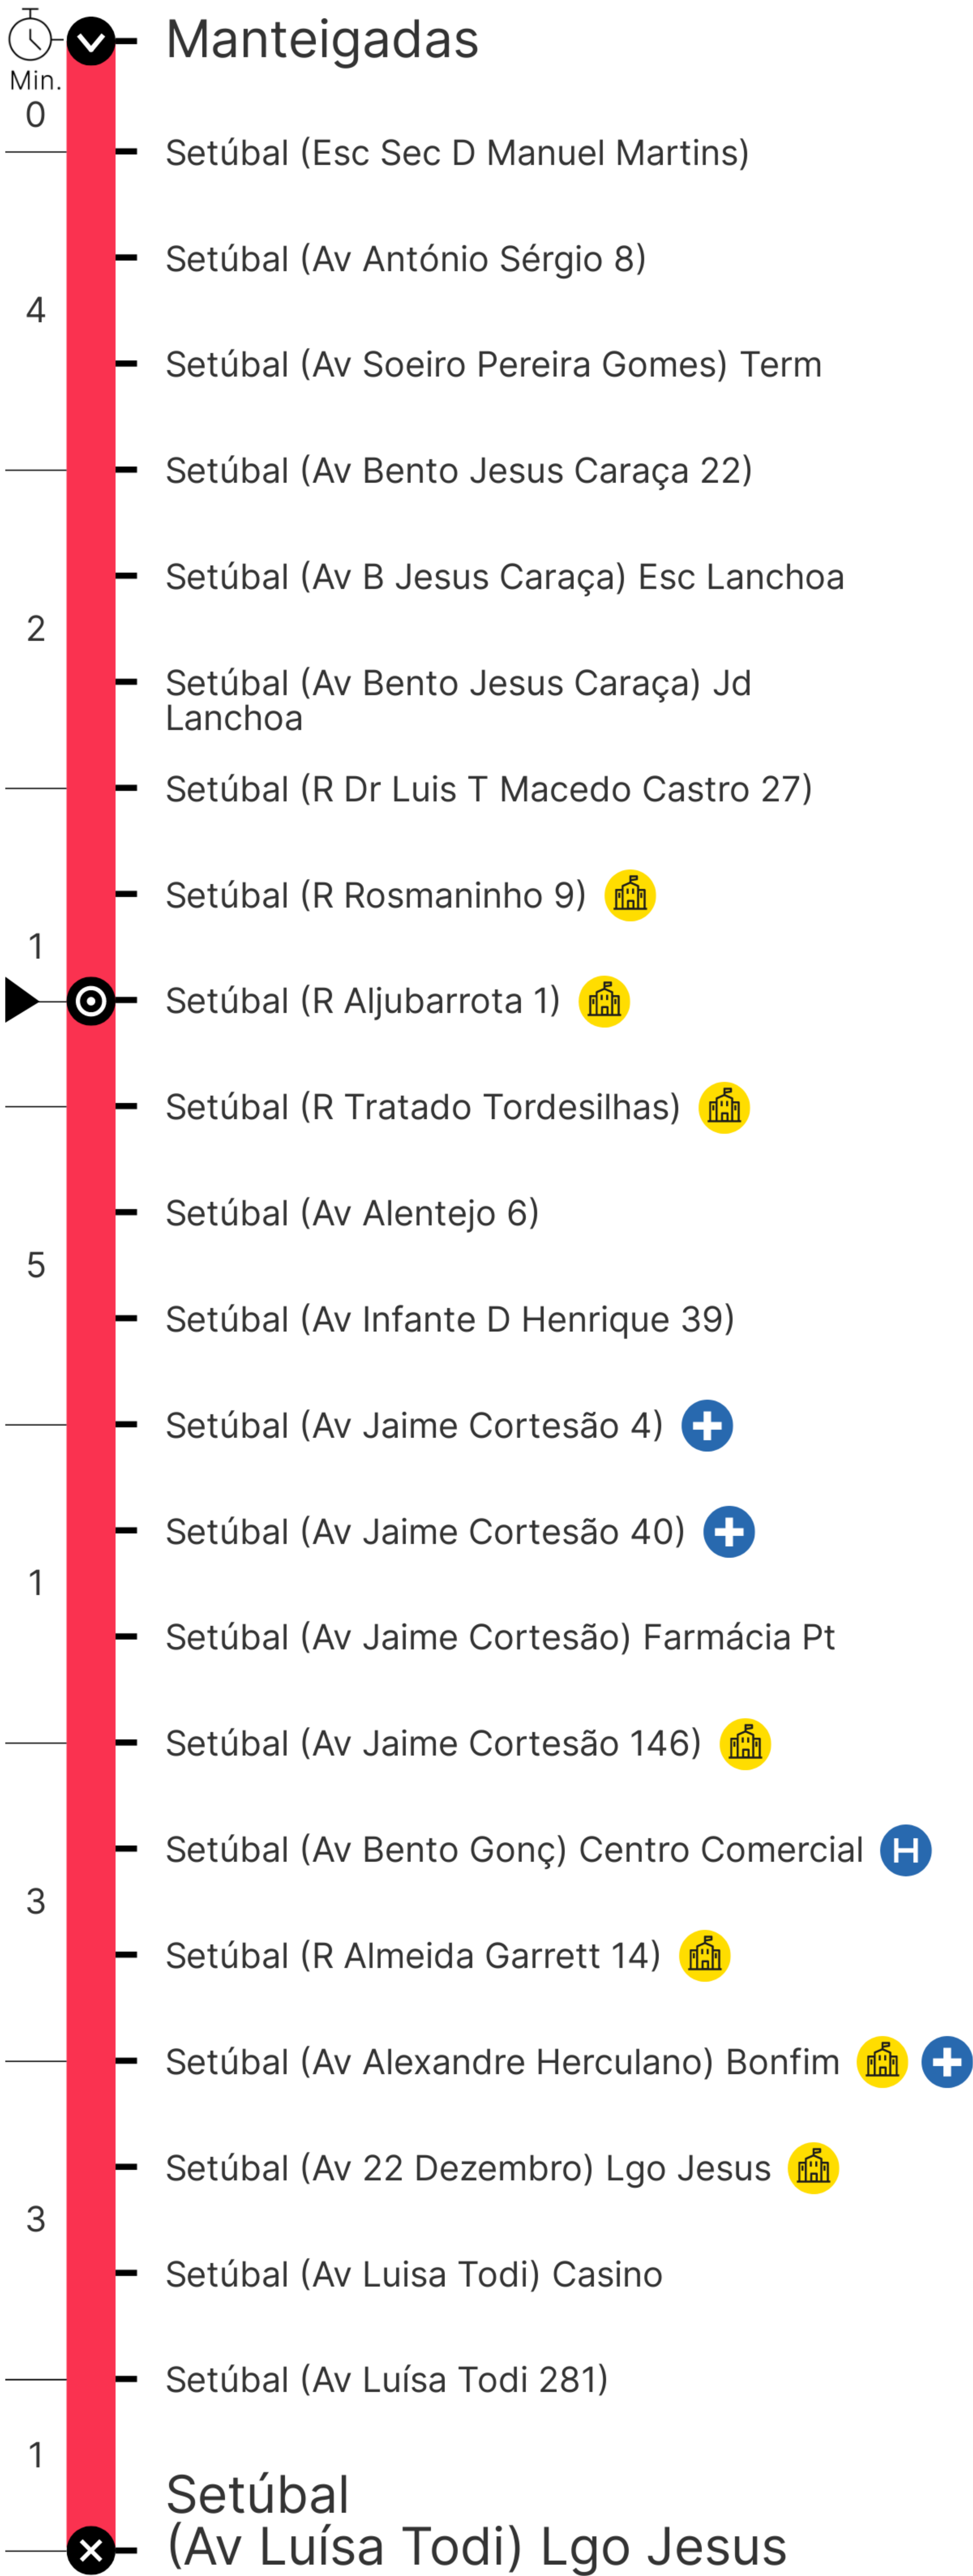 Manteigadas
Min.
0
Setúbal (Esc Sec D Manuel Martins)
Setúbal (Av António Sérgio 8)
4
Setúbal (Av Soeiro Pereira Gomes) Term
Setúbal (Av Bento Jesus Caraça 22)
Setúbal (Av B Jesus Caraça) Esc Lanchoa
2
Setúbal (Av Bento Jesus Caraça) Jd
Lanchoa
Setúbal (R Dr Luis T Macedo Castro 27)
Setúbal (R Rosmaninho 9)
1
Setúbal (R Aljubarrota 1)
Setúbal (R Tratado Tordesilhas)
Setúbal (Av Alentejo 6)
5
Setúbal (Av Infante D Henrique 39)
Setúbal (Av Jaime Cortesão 4)
Setúbal (Av Jaime Cortesão 40)
1
Setúbal (Av Jaime Cortesão) Farmácia Pt
Setúbal (Av Jaime Cortesão 146)
Setúbal (Av Bento Gonç) Centro Comercial H
3
Setúbal (R Almeida Garrett 14)
Setúbal (Av Alexandre Herculano) Bonfim
Setúbal (Av 22 Dezembro) Lgo Jesus
3
Setúbal (Av Luisa Todi) Casino
Setúbal (Av Luísa Todi 281)
1
Setúbal
(Av Luísa Todi) Lgo Jesus